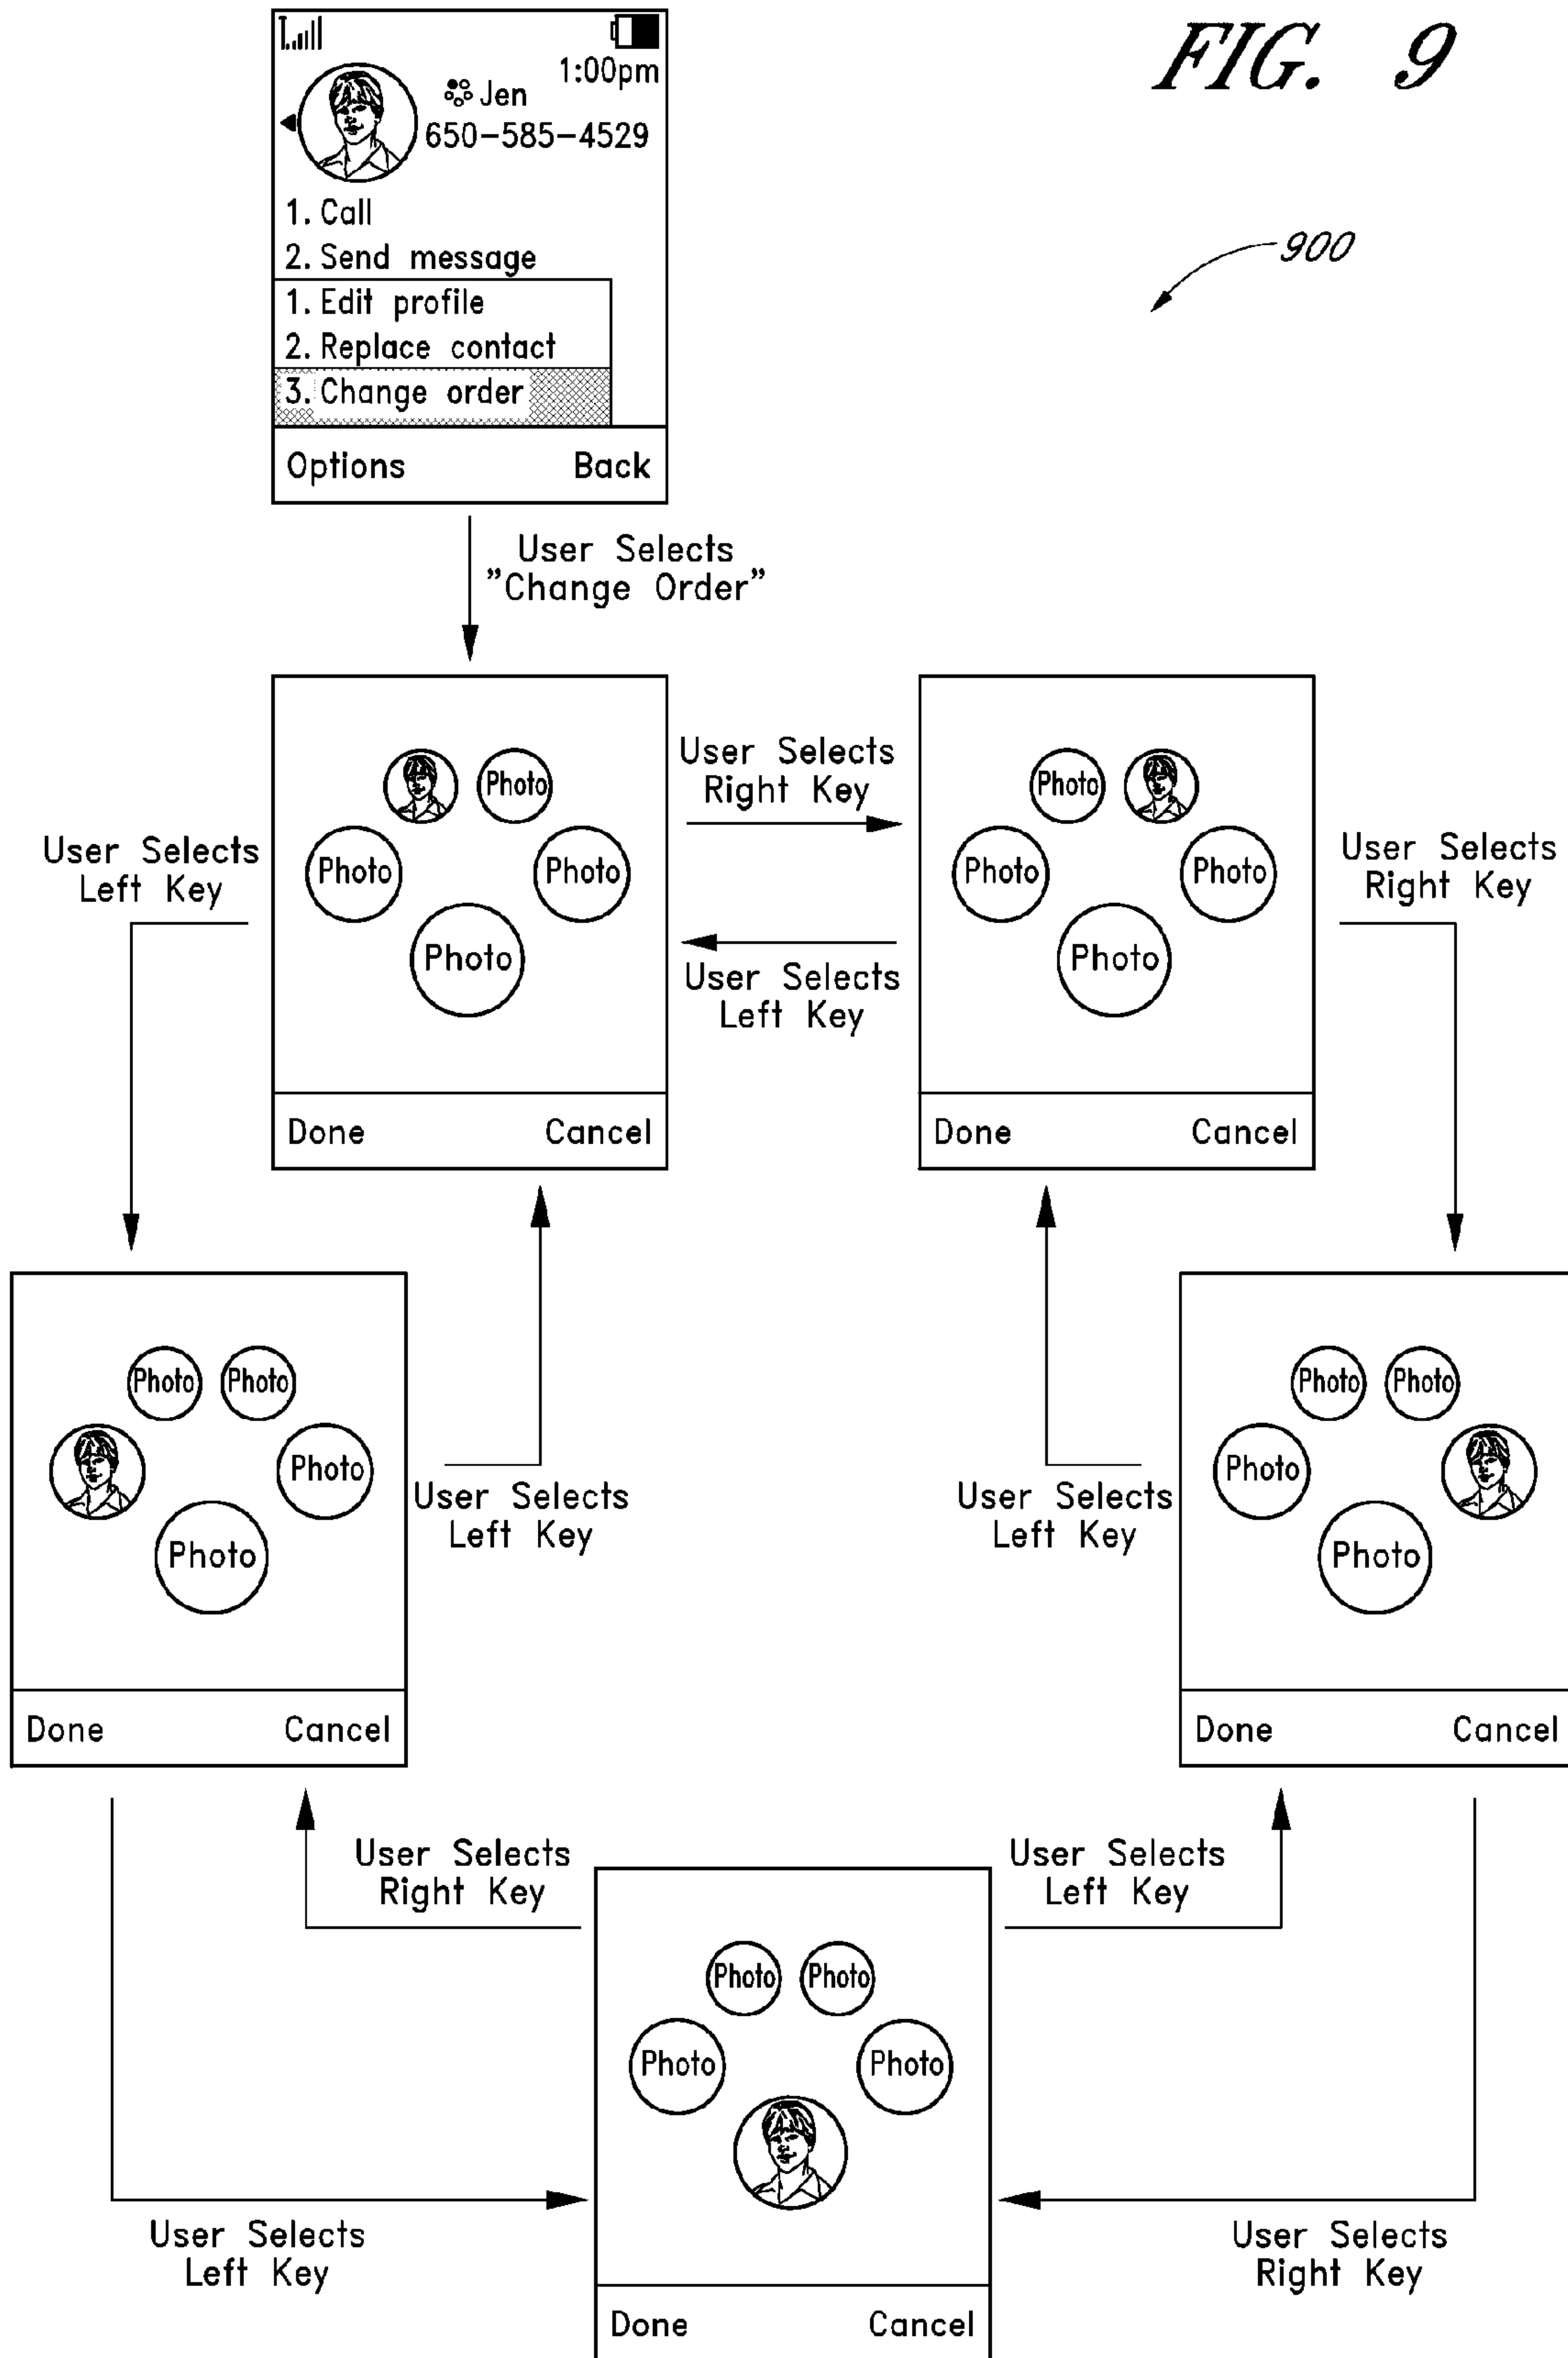 FIG. 9
1:00pm
Jen
650-585-4529
900
1. Call
2. Send message
1. Edit profile
2. Replace contact
3. Change order
Options Back
User Selects
"Change Order"
Photo
Photo Photo
Photo
Done Cancel
User Selects
Right Key
User Selects
Left Key
Photo
Photo Photo
Photo
Done Cancel
User Selects
Left Key
User Selects
Right Key
Photo Photo
Photo
Photo
Done Cancel
User Selects
Left Key
User Selects
Left Key
Photo Photo
Photo
Photo
Done Cancel
User Selects
Right Key
User Selects
Left Key
Photo Photo
Photo Photo
User Selects
Left Key
User Selects
Right Key
Done Cancel